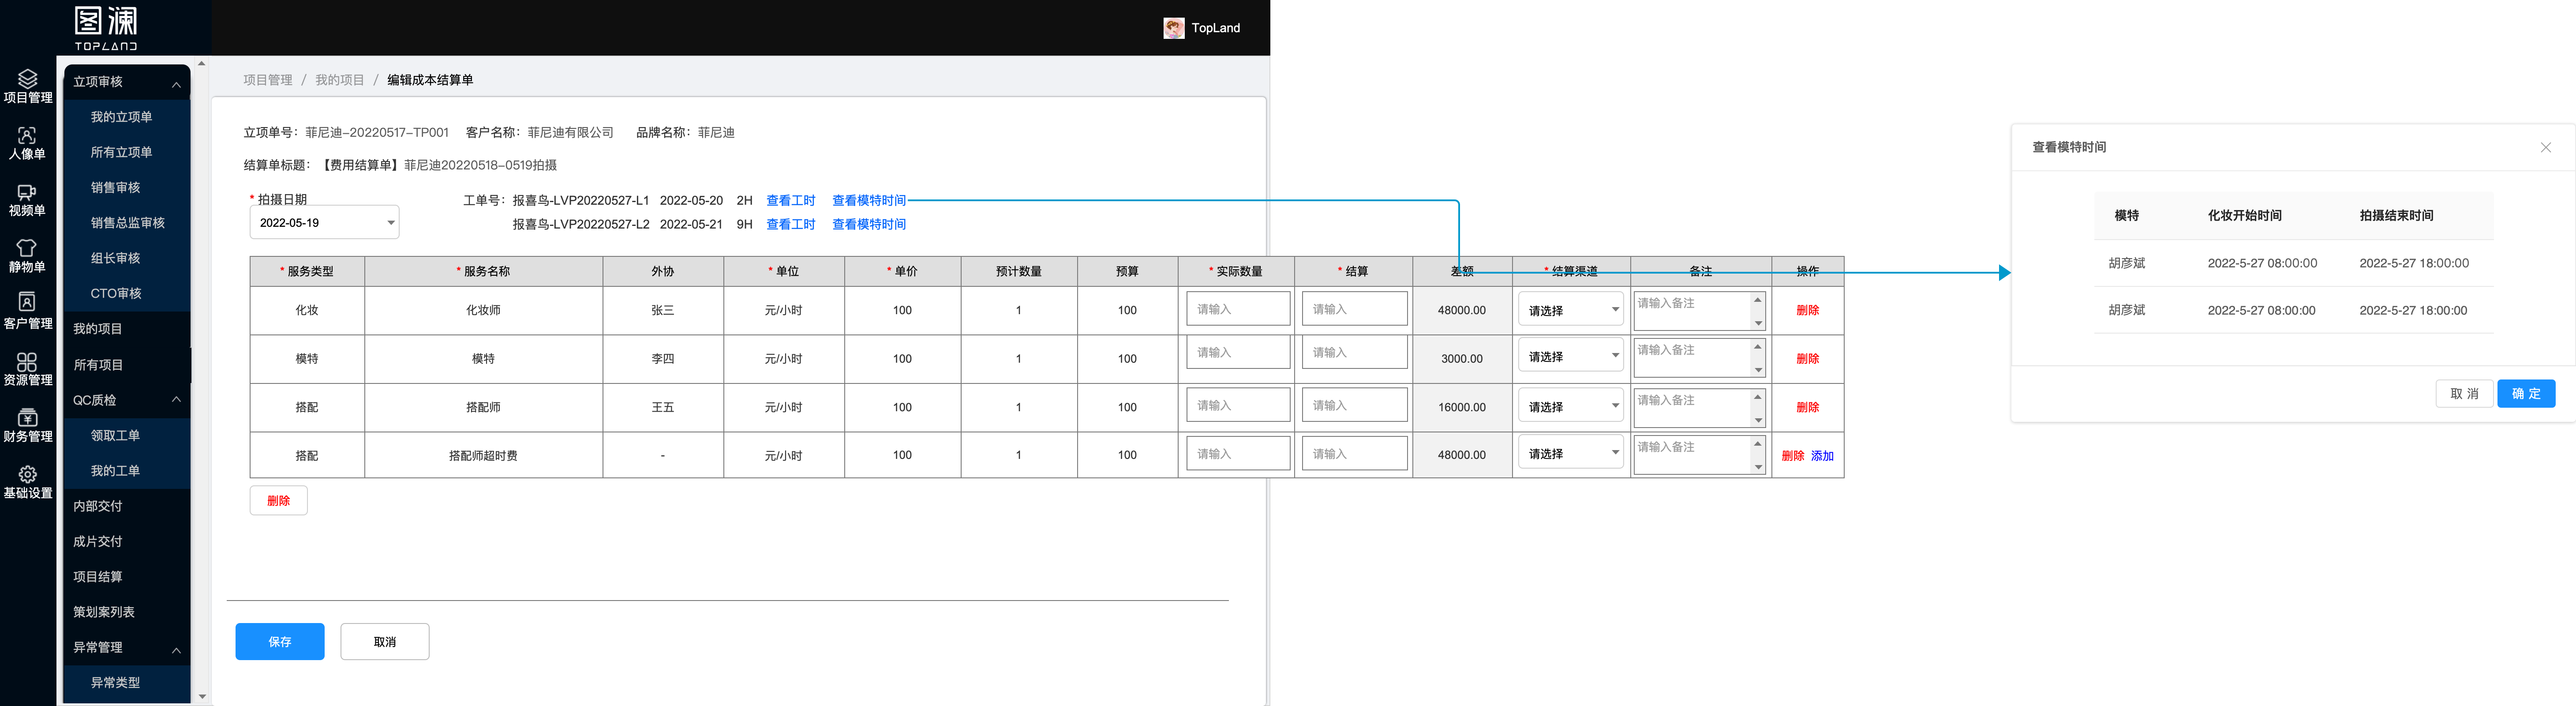 图澜
TOPLAND
TopLand
项目管理
人像单
视频单
静物单
客户管理
资源管理
财务管理
基础设置
立项审核
我的立项单
所有立项单
销售审核
销售总监审核
组长审核
CTO审核
我的项目
所有项目
QC质检
领取工单
我的工单
内部交付
成片交付
项目结算
策划案列表
异常管理
异常类型
项目管理 / 我的项目 / 编辑成本结算单
立项单号：菲尼迪-20220517-TP001 客户名称：菲尼迪有限公司 品牌名称：菲尼迪
结算单标题：【费用结算单】菲尼迪20220518-0519拍摄
* 拍摄日期
2022-05-19
工单号：报喜鸟-LVP20220527-L1 2022-05-20 2H 查看工时 查看模特时间
报喜鸟-LVP20220527-L2 2022-05-21 9H 查看工时 查看模特时间
* 服务类型 * 服务名称 外协 * 单位 * 单价 预计数量 预算 * 实际数量 * 结算 差额 * 结算渠道 备注 操作
化妆 化妆师 张三 元/小时 100 1 100 请输入 请输入 48000.00 请选择 请输入备注 删除
模特 模特 李四 元/小时 100 1 100 请输入 请输入 3000.00 请选择 请输入备注 删除
搭配 搭配师 王五 元/小时 100 1 100 请输入 请输入 16000.00 请选择 请输入备注 删除
搭配 搭配师超时费 - 元/小时 100 1 100 请输入 请输入 48000.00 请选择 请输入备注 删除 添加
删除
保存 取消
查看模特时间
模特 化妆开始时间 拍摄结束时间
胡彦斌 2022-5-27 08:00:00 2022-5-27 18:00:00
胡彦斌 2022-5-27 08:00:00 2022-5-27 18:00:00
取 消 确 定